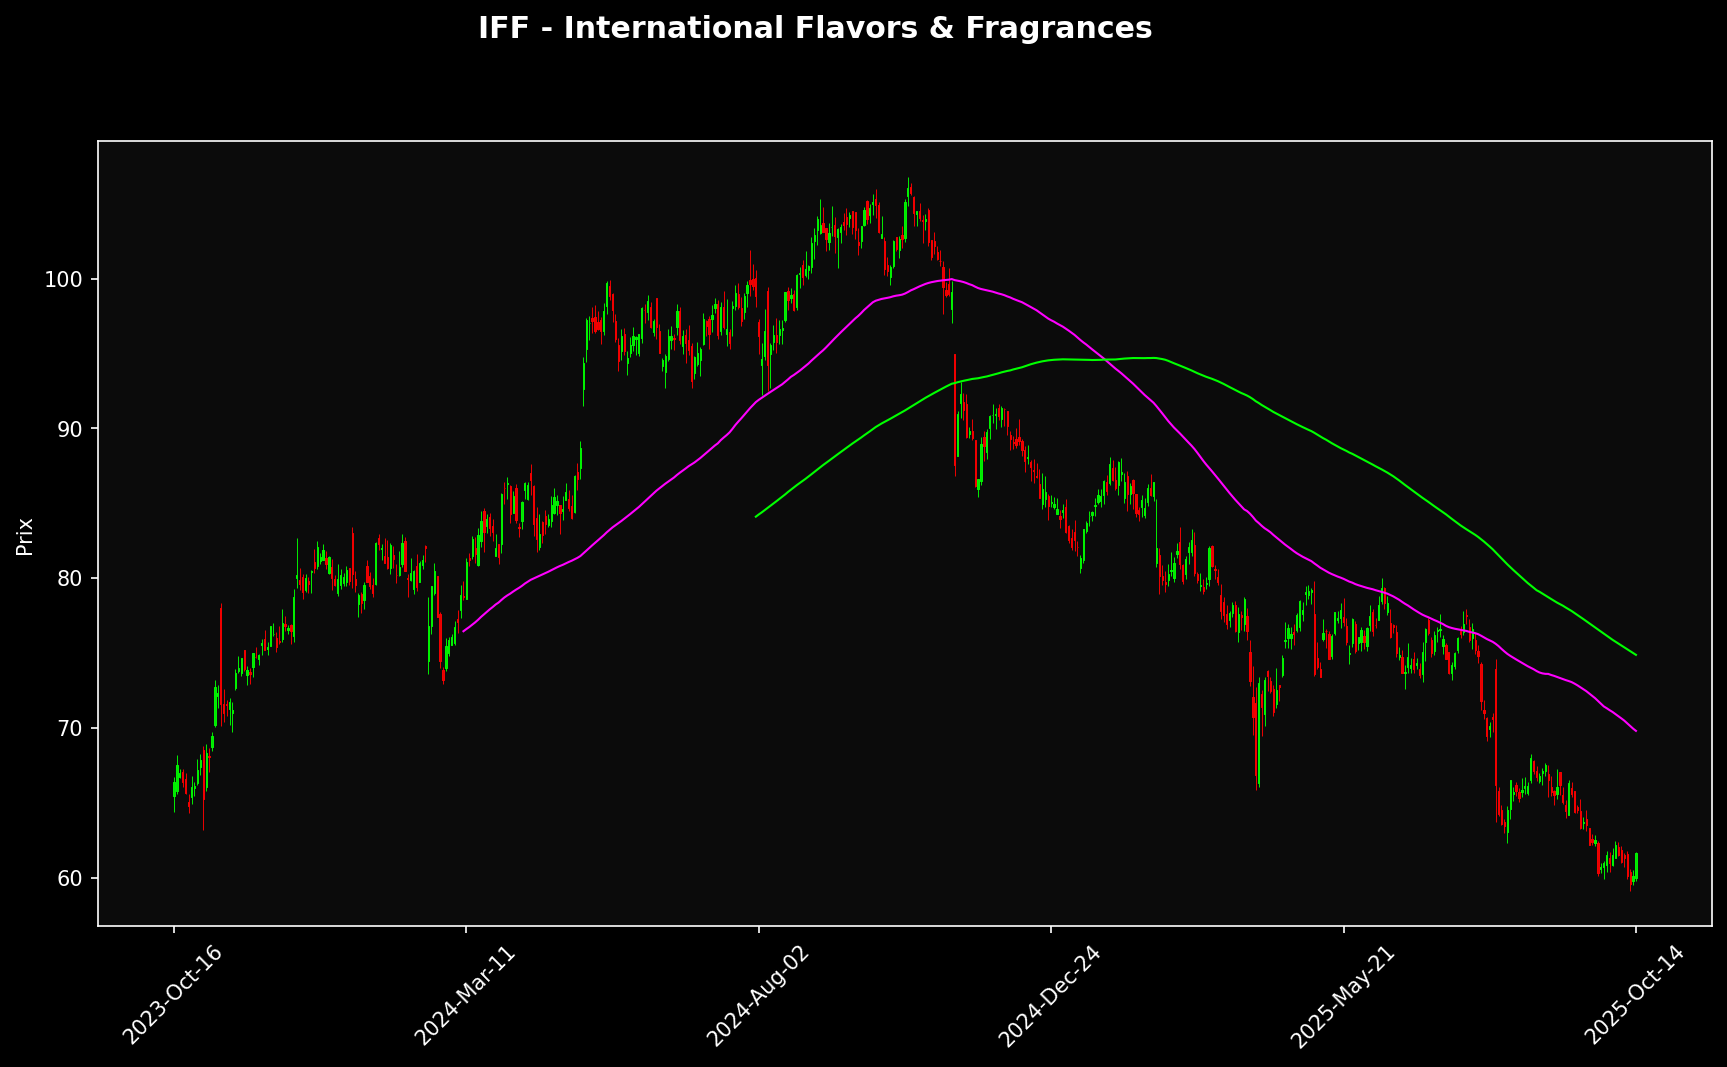 IFF - International Flavors & Fragrances
Prix
100
90
80
70
60
2023-Oct-16
2024-Mar-11
2024-Aug-02
2024-Dec-24
2025-May-21
2025-Oct-14